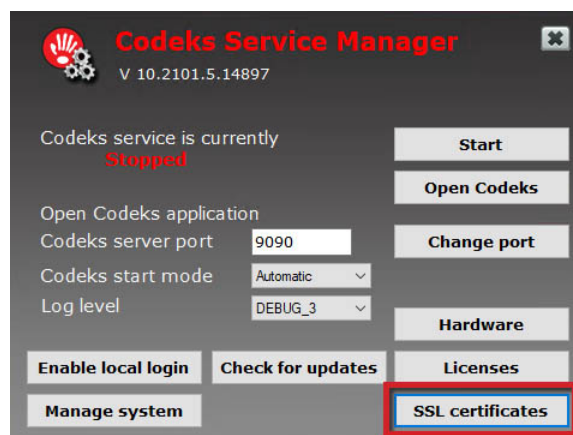 Codeks Service Manager
V 10.2101.5.14897
Codeks service is currently
Stopped
Start
Open Codeks
Open Codeks application
Codeks server port 9090 Change port
Codeks start mode Automatic
Log level DEBUG_3
Hardware
Enable local login Check for updates Licenses
Manage system SSL certificates